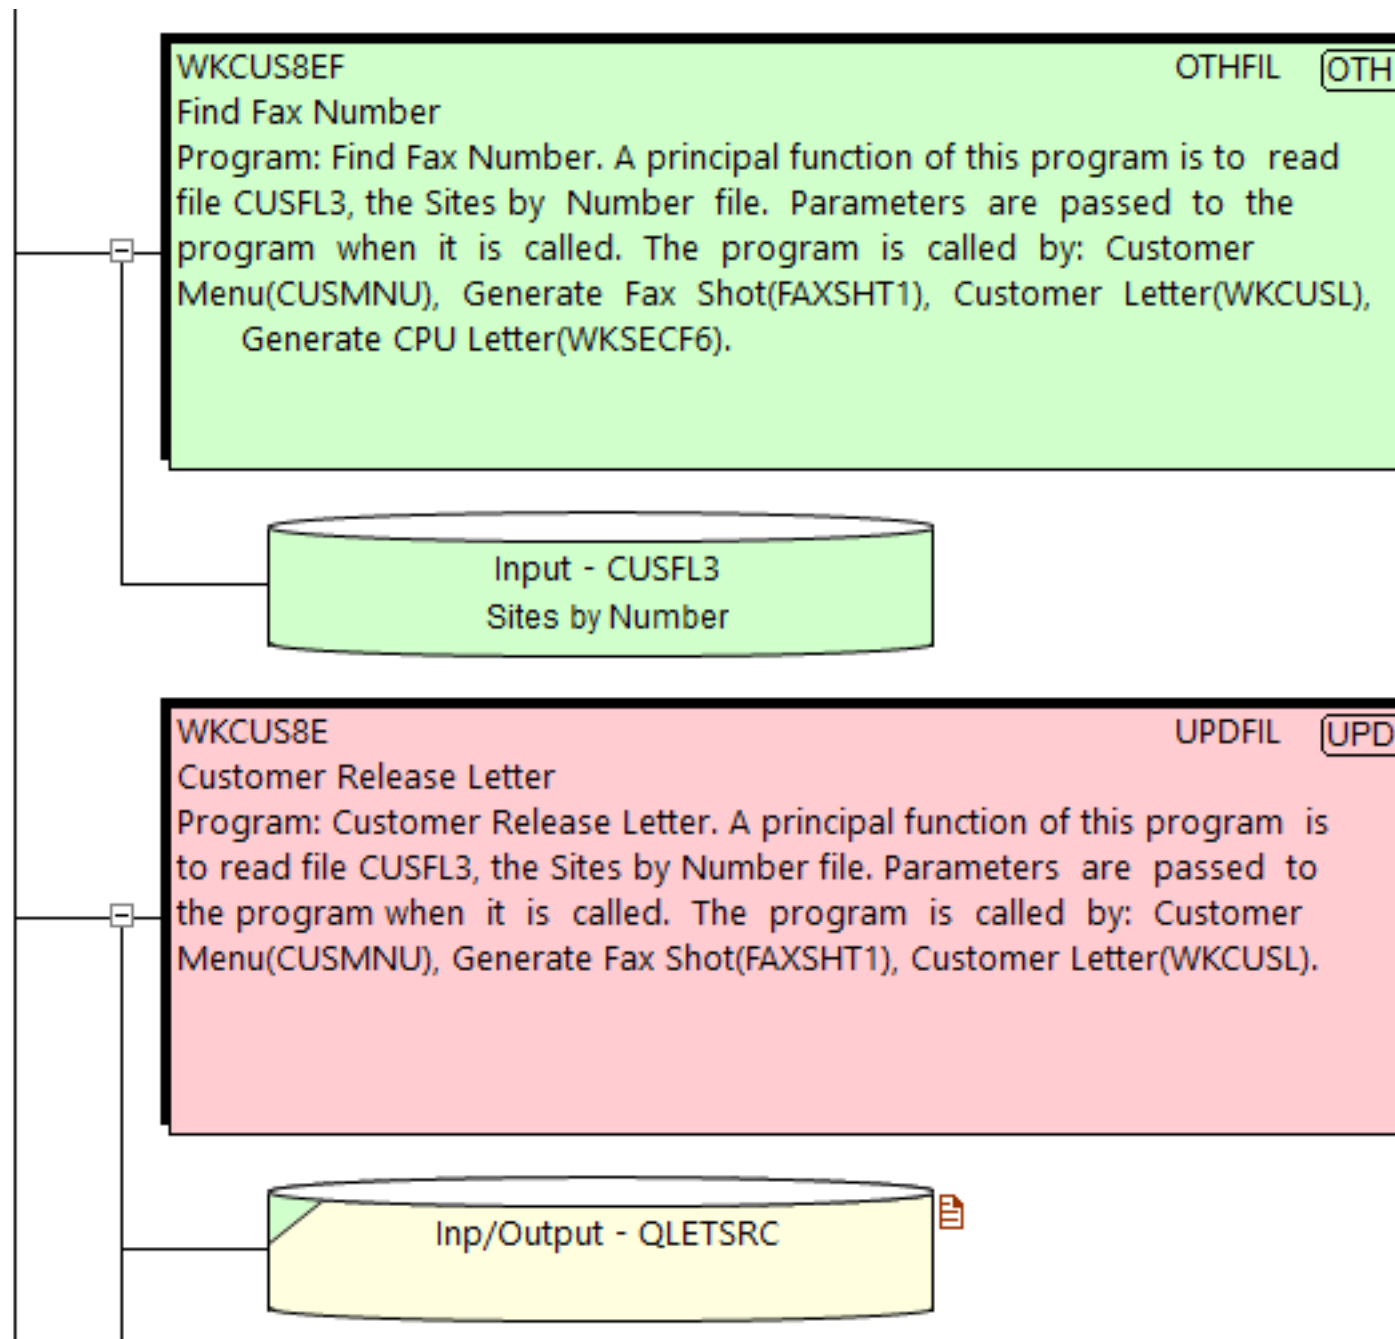 WKCUS8EF OTHFIL OTH
Find Fax Number
Program: Find Fax Number. A principal function of this program is to read
file CUSFL3, the Sites by Number file. Parameters are passed to the
program when it is called. The program is called by: Customer
Menu(CUSMNU), Generate Fax Shot(FAXSHT1), Customer Letter(WKCUSL),
Generate CPU Letter(WKSECF6).
Input - CUSFL3
Sites by Number
WKCUS8E UPDFIL UPD
Customer Release Letter
Program: Customer Release Letter. A principal function of this program is
to read file CUSFL3, the Sites by Number file. Parameters are passed to
the program when it is called. The program is called by: Customer
Menu(CUSMNU), Generate Fax Shot(FAXSHT1), Customer Letter(WKCUSL).
Inp/Output - QLETSRC